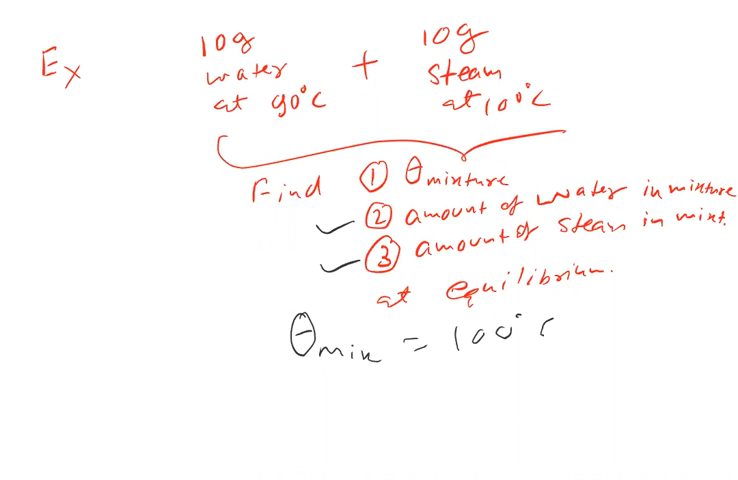 Ex
10g water at 90°C + 10g steam at 100°C
Find ① θmixture
② amount of water in mixture
③ amount of steam in mixt.
at equilibrium.
θmix = 100°C